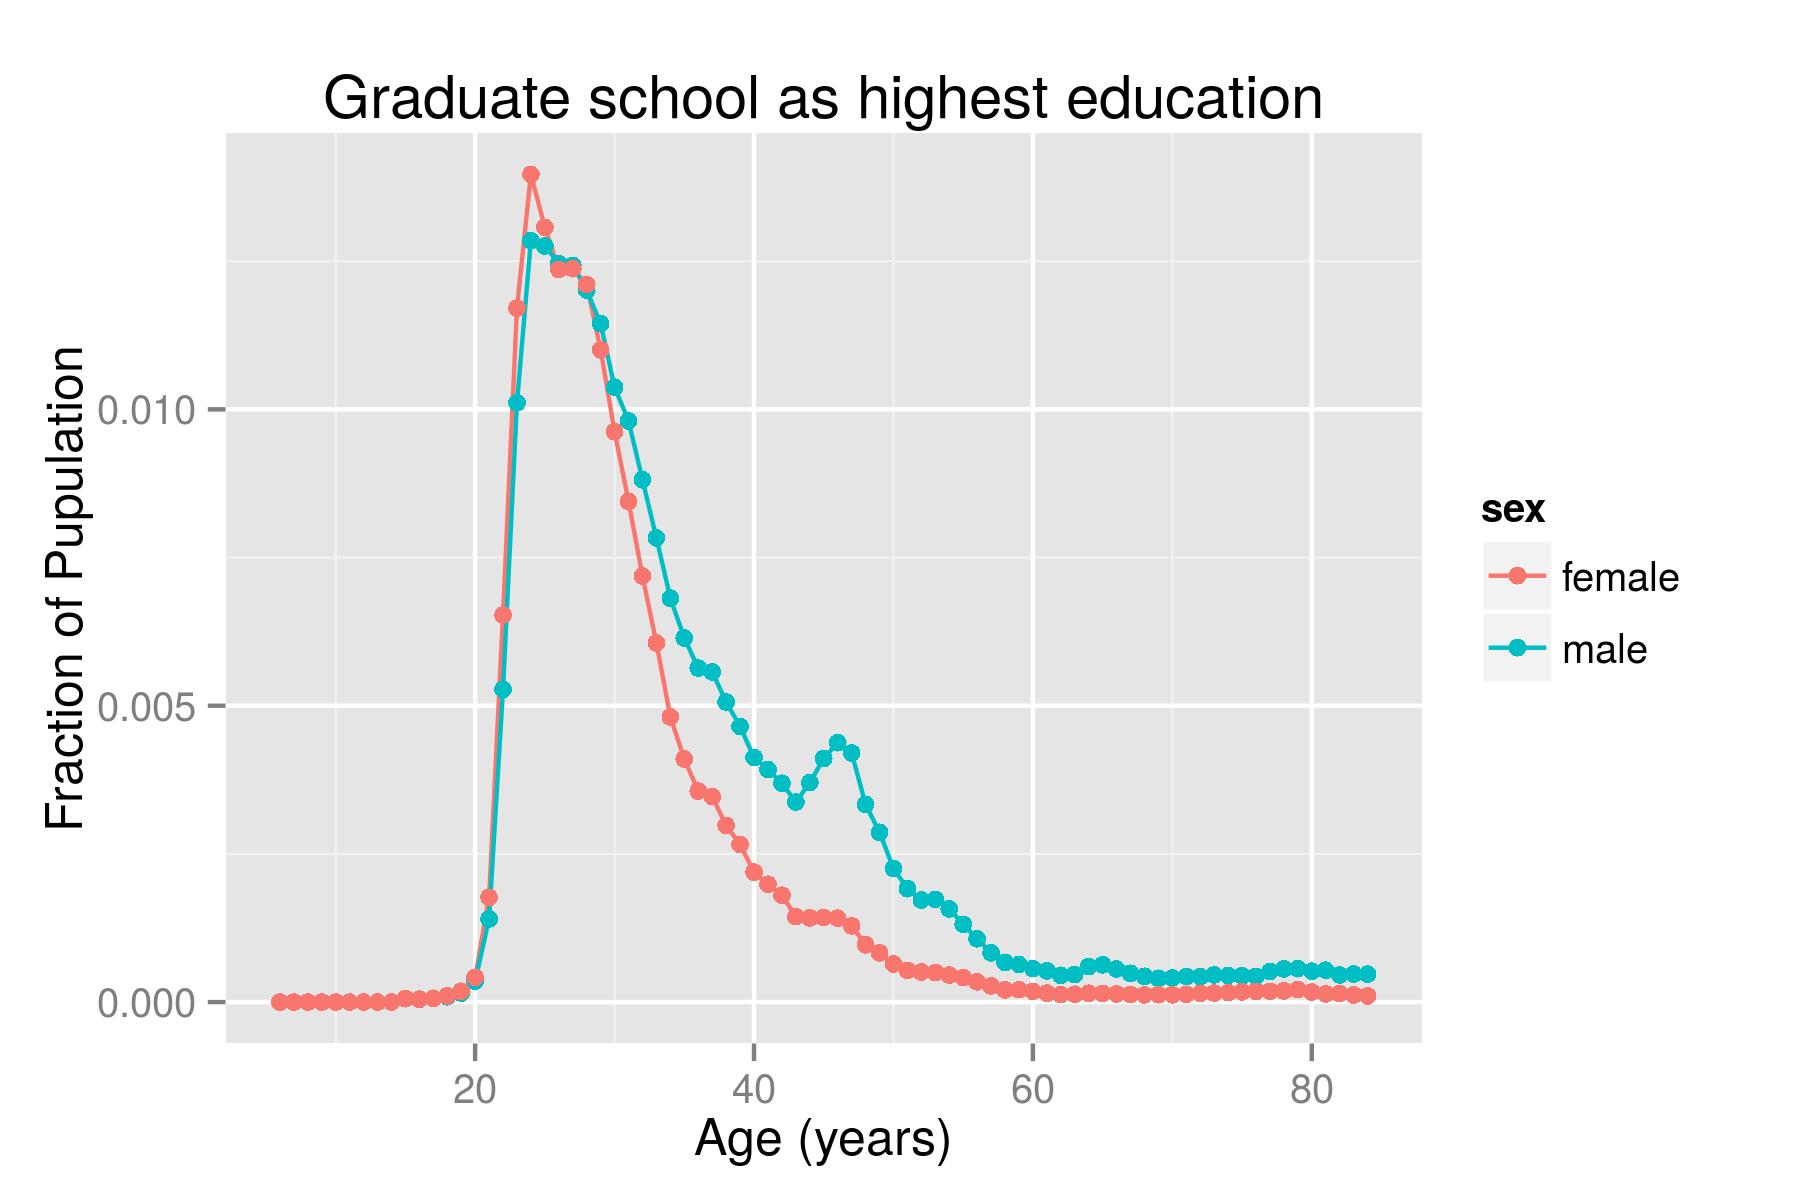 Graduate school as highest education
Fraction of Pupulation
0.010
0.005
0.000
20 40 60 80
Age (years)
sex
female
male